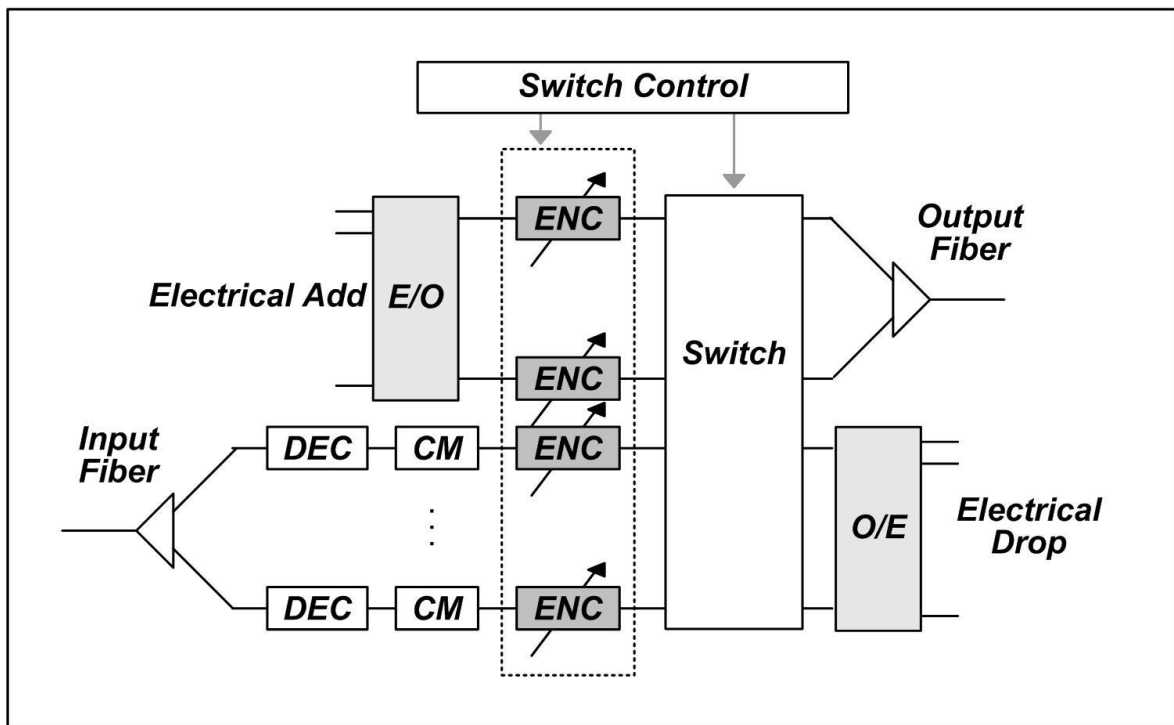 Switch Control
ENC
Output
Fiber
Electrical Add
E/O
Switch
ENC
Input
Fiber
DEC
CM
ENC
O/E
Electrical
Drop
DEC
CM
ENC